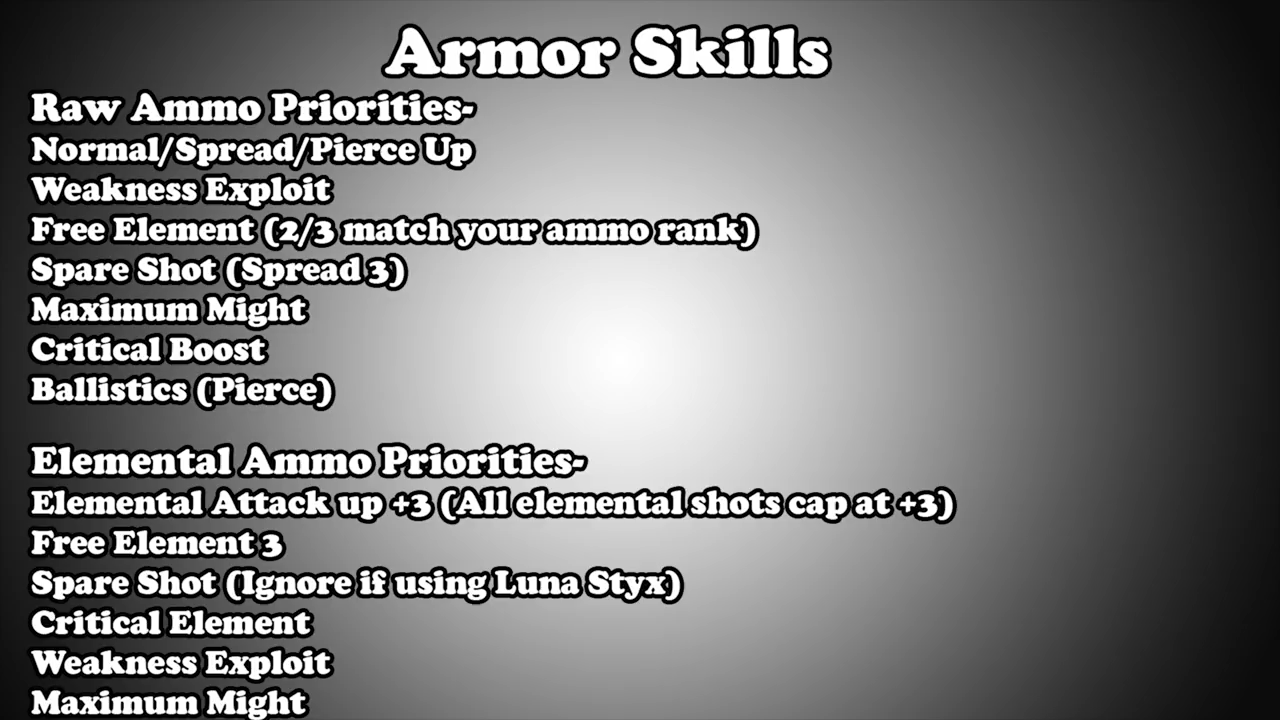 Armor Skills
Raw Ammo Priorities-
Normal/Spread/Pierce Up
Weakness Exploit
Free Element (2/3 match your ammo rank)
Spare Shot (Spread 3)
Maximum Might
Critical Boost
Ballistics (Pierce)
Elemental Ammo Priorities-
Elemental Attack up +3 (All elemental shots cap at +3)
Free Element 3
Spare Shot (Ignore if using Luna Styx)
Critical Element
Weakness Exploit
Maximum Might